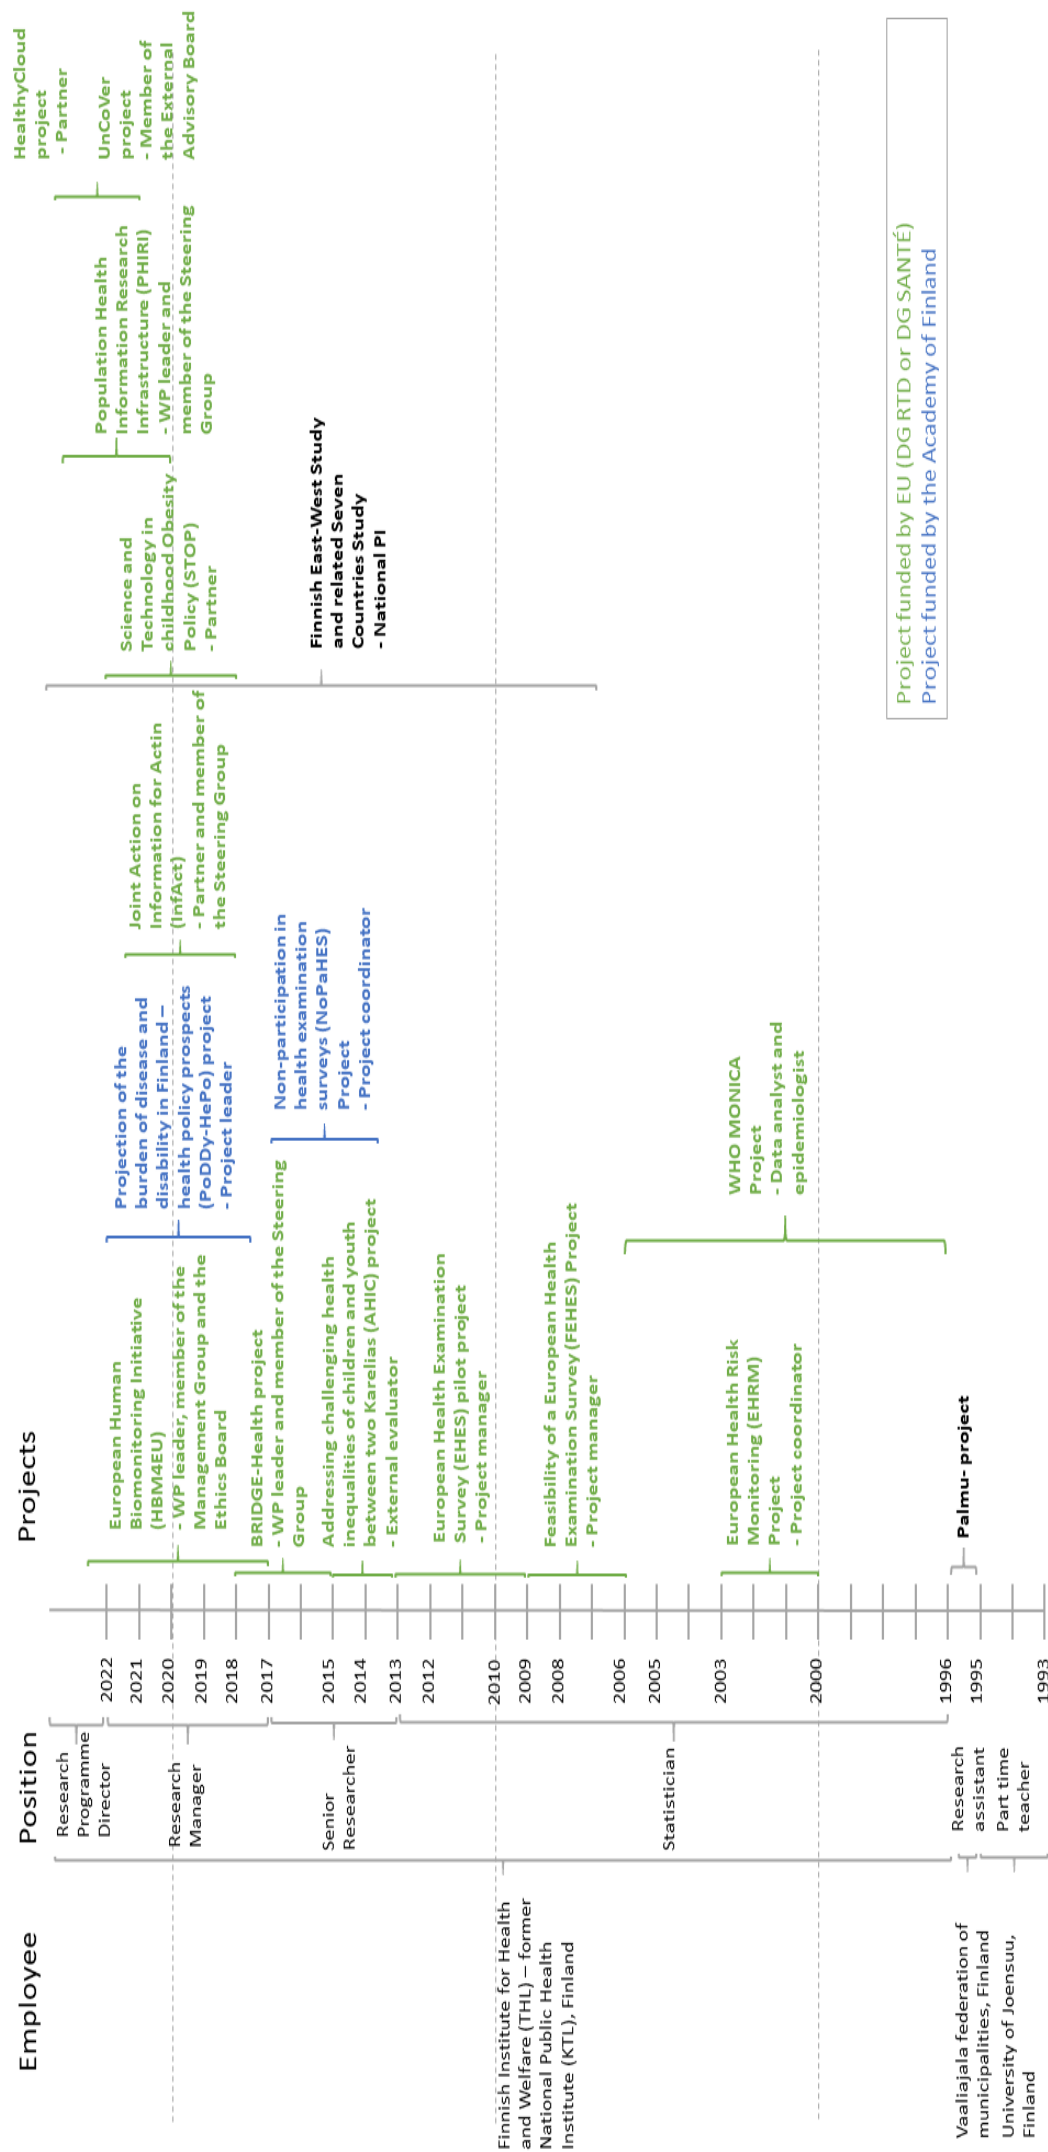 Employee
Position
Projects
Finnish Institute for Health
and Welfare (THL) – former
National Public Health
Institute (KTL), Finland
Vaaliajala federation of
municipalities, Finland
University of Joensuu,
Finland
Research
Programme
Director
Research
Manager
Senior
Researcher
Statistician
Research
assistant
Part time
teacher
2022
2021
2020
2019
2018
2017
2015
2014
2013
2012
2010
2009
2008
2006
2005
2003
2000
1996
1995
1993
European Human
Biomonitoring Initiative
(HBM4EU)
- WP leader, member of the
Management Group and the
Ethics Board
BRIDGE-Health project
- WP leader and member of the Steering
Group
Addressing challenging health
inequalities of children and youth
between two Karelias (AHIC) project
- External evaluator
European Health Examination
Survey (EHES) pilot project
- Project manager
Feasibility of a European Health
Examination Survey (FEHES) Project
- Project manager
European Health Risk
Monitoring (EHRM)
Project
- Project coordinator
Palmu- project
Projection of the
burden of disease and
disability in Finland –
health policy prospects
(PoDDy-HePo) project
- Project leader
Non-participation in
health examination
surveys (NoPaHES)
Project
- Project coordinator
WHO MONICA
Project
- Data analyst and
epidemiologist
Joint Action on
Information for Actin
(InfAct)
- Partner and member of
the Steering Group
Science and
Technology in
childhood Obesity
Policy (STOP)
- Partner
Finnish East-West Study
and related Seven
Countries Study
- National PI
Population Health
Information Research
Infrastructure (PHIRI)
- WP leader and
member of the Steering
Group
HealthyCloud
project
- Partner
UnCoVer
project
- Member of
the External
Advisory Board
Project funded by EU (DG RTD or DG SANTÉ)
Project funded by the Academy of Finland